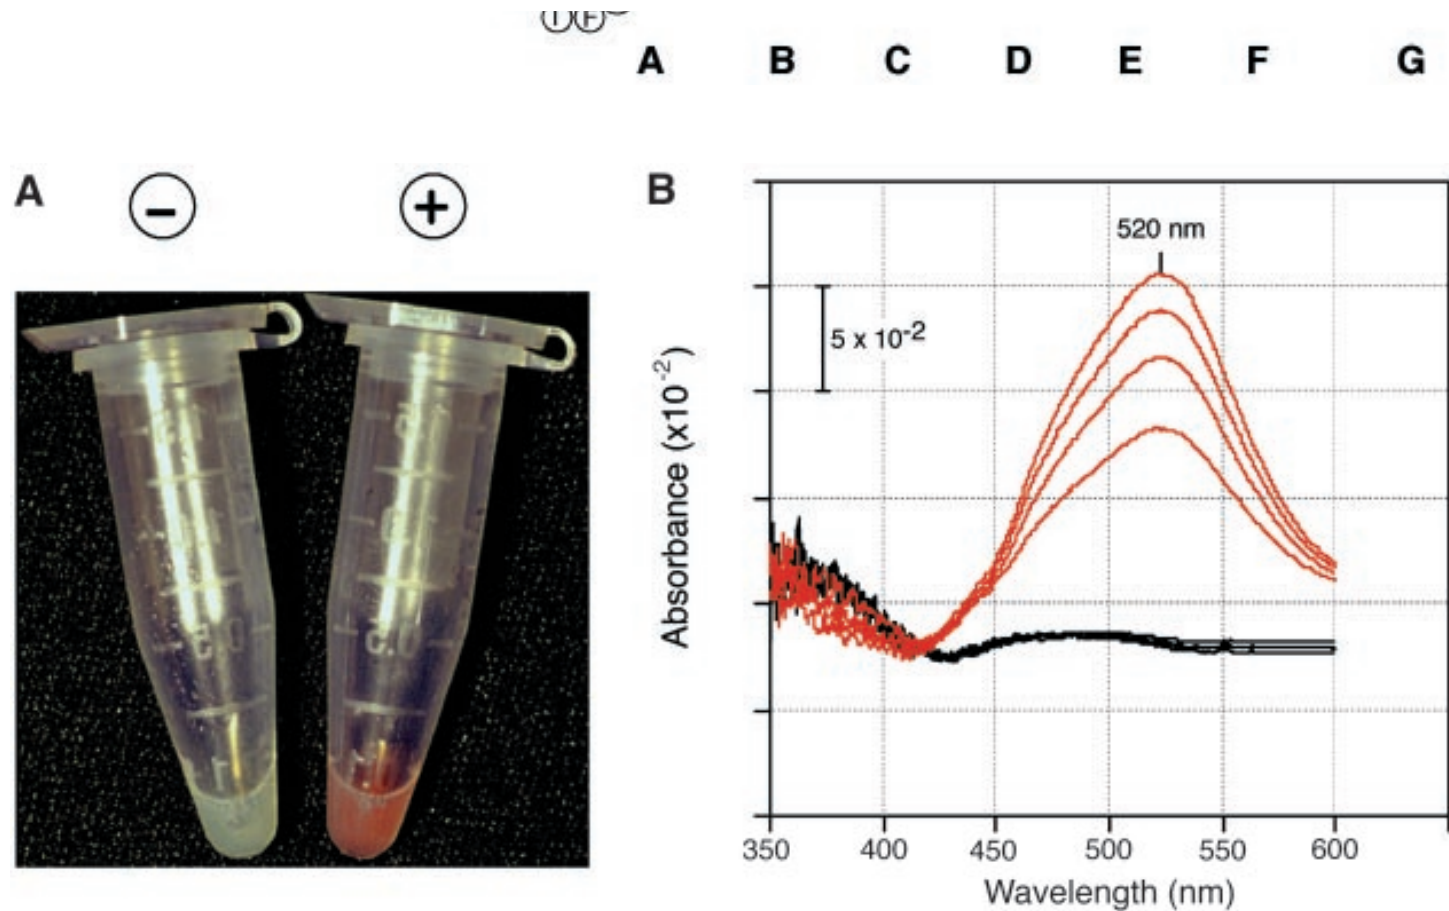 A B C D E F G
A − +
B
520 nm
5 x 10-2
Absorbance (x10-2)
350 400 450 500 550 600
Wavelength (nm)